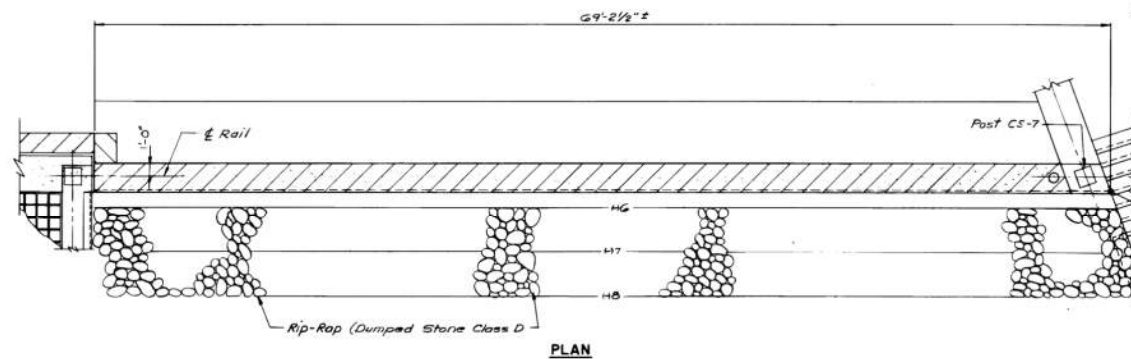 69'-2½" ±
1'-0"
℄ Rail
Post CS-7
H6
H7
H8
Rip-Rap (Dumped Stone Class D
PLAN